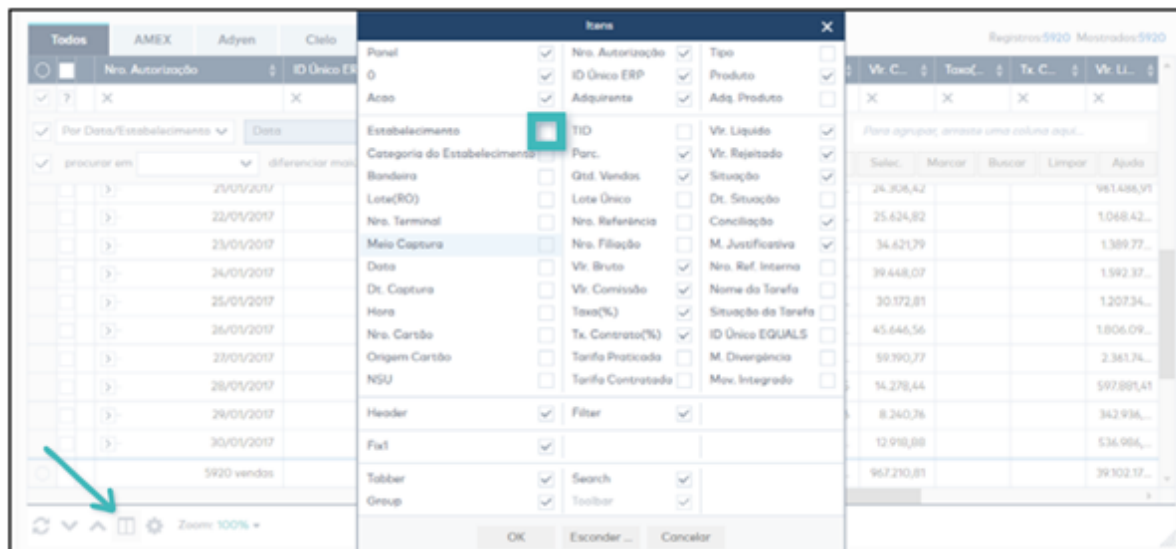 Itens
Todos AMEX Adyen Cielo
Registros:5920 Mostrados:5920
Nro. Autorização ID Único ER
Vlr. C... Taxa(... Tx. C... Vlr. Li...
?
Por Data/Estabelecimento Data
Para agrupar, arraste uma coluna aqui...
procurar em diferenciar maiú
Selec. Marcar Buscar Limpar Ajuda
Painel Nro. Autorização Tipo
0 ID Único ERP Produto
Acao Adquirente Adq. Produto
Estabelecimento TID Vlr. Liquido
Categoria do Estabelecimento Parc. Vlr. Rejeitado
Bandeira Qtd. Vendas Situação
Lote(RO) Lote Único Dt. Situação
Nro. Terminal Nro. Referência Conciliação
Meio Captura Nro. Filiação M. Justificativa
Data Vlr. Bruto Nro. Ref. Interno
Dt. Captura Vlr. Comissão Nome da Tarefa
Hora Taxa(%) Situação da Tarefa
Nro. Cartão Tx. Contrato(%) ID Único EQUALS
Origem Cartão Tarifa Praticada M. Divergência
NSU Tarifa Contratada Mov. Integrado
Header Filter
Fix1
Tabber Search
Group Toolbar
OK Esconder ... Cancelar
21/01/2017 24.306,42 961.486,91
22/01/2017 25.624,82 1.068.42...
23/01/2017 34.621,79 1.389.77...
24/01/2017 39.448,07 1.592.37...
25/01/2017 30.172,81 1.207.34...
26/01/2017 45.646,56 1.806.09...
27/01/2017 59.190,77 2.361.74...
28/01/2017 14.278,44 597.881,41
29/01/2017 8.240,76 342.936,...
30/01/2017 12.918,88 536.986,...
5920 vendas 967.210,81 39.102.17...
Zoom: 100%